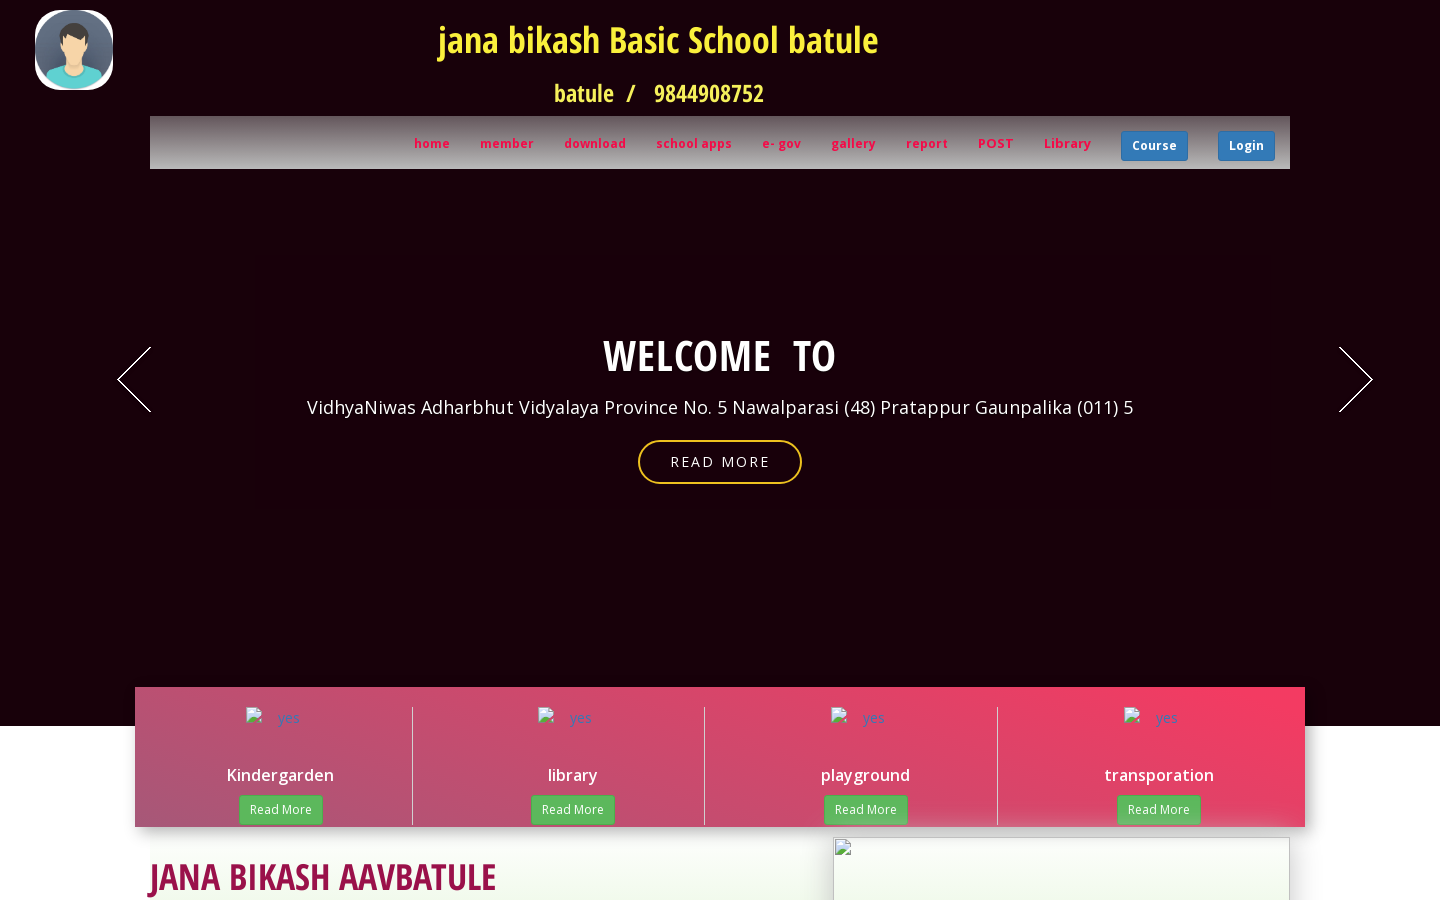 jana bikash Basic School batule
batule / 9844908752
home member download school apps e- gov gallery report POST Library Course Login
WELCOME TO
VidhyaNiwas Adharbhut Vidyalaya Province No. 5 Nawalparasi (48) Pratappur Gaunpalika (011) 5
READ MORE
yes yes yes yes
Kindergarden library playground transporation
Read More Read More Read More Read More
JANA BIKASH AAVBATULE